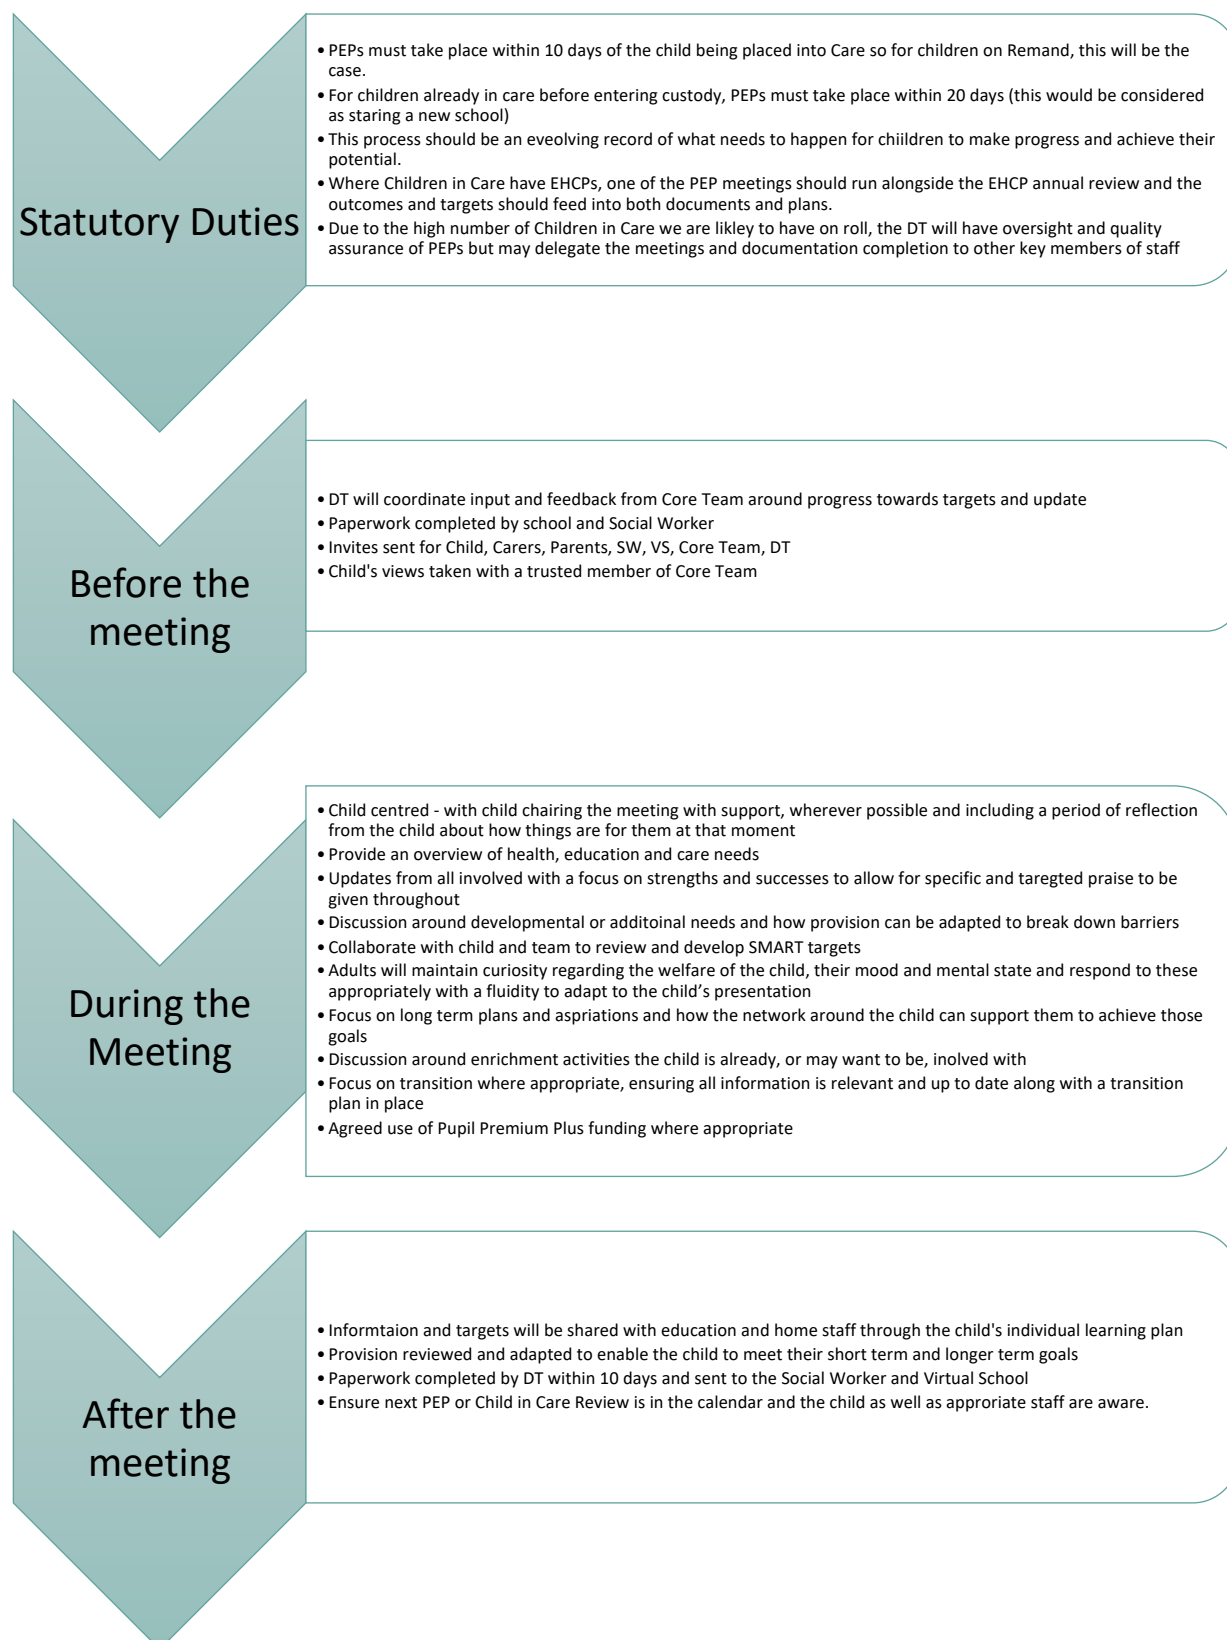 Statutory Duties
• PEPs must take place within 10 days of the child being placed into Care so for children on Remand, this will be the
case.
• For children already in care before entering custody, PEPs must take place within 20 days (this would be considered
as staring a new school)
• This process should be an eveolving record of what needs to happen for chiildren to make progress and achieve their
potential.
• Where Children in Care have EHCPs, one of the PEP meetings should run alongside the EHCP annual review and the
outcomes and targets should feed into both documents and plans.
• Due to the high number of Children in Care we are likley to have on roll, the DT will have oversight and quality
assurance of PEPs but may delegate the meetings and documentation completion to other key members of staff
Before the
meeting
• DT will coordinate input and feedback from Core Team around progress towards targets and update
• Paperwork completed by school and Social Worker
• Invites sent for Child, Carers, Parents, SW, VS, Core Team, DT
• Child's views taken with a trusted member of Core Team
During the
Meeting
• Child centred - with child chairing the meeting with support, wherever possible and including a period of reflection
from the child about how things are for them at that moment
• Provide an overview of health, education and care needs
• Updates from all involved with a focus on strengths and successes to allow for specific and taregted praise to be
given throughout
• Discussion around developmental or additoinal needs and how provision can be adapted to break down barriers
• Collaborate with child and team to review and develop SMART targets
• Adults will maintain curiosity regarding the welfare of the child, their mood and mental state and respond to these
appropriately with a fluidity to adapt to the child’s presentation
• Focus on long term plans and aspriations and how the network around the child can support them to achieve those
goals
• Discussion around enrichment activities the child is already, or may want to be, inolved with
• Focus on transition where appropriate, ensuring all information is relevant and up to date along with a transition
plan in place
• Agreed use of Pupil Premium Plus funding where appropriate
After the
meeting
• Informtaion and targets will be shared with education and home staff through the child's individual learning plan
• Provision reviewed and adapted to enable the child to meet their short term and longer term goals
• Paperwork completed by DT within 10 days and sent to the Social Worker and Virtual School
• Ensure next PEP or Child in Care Review is in the calendar and the child as well as approriate staff are aware.